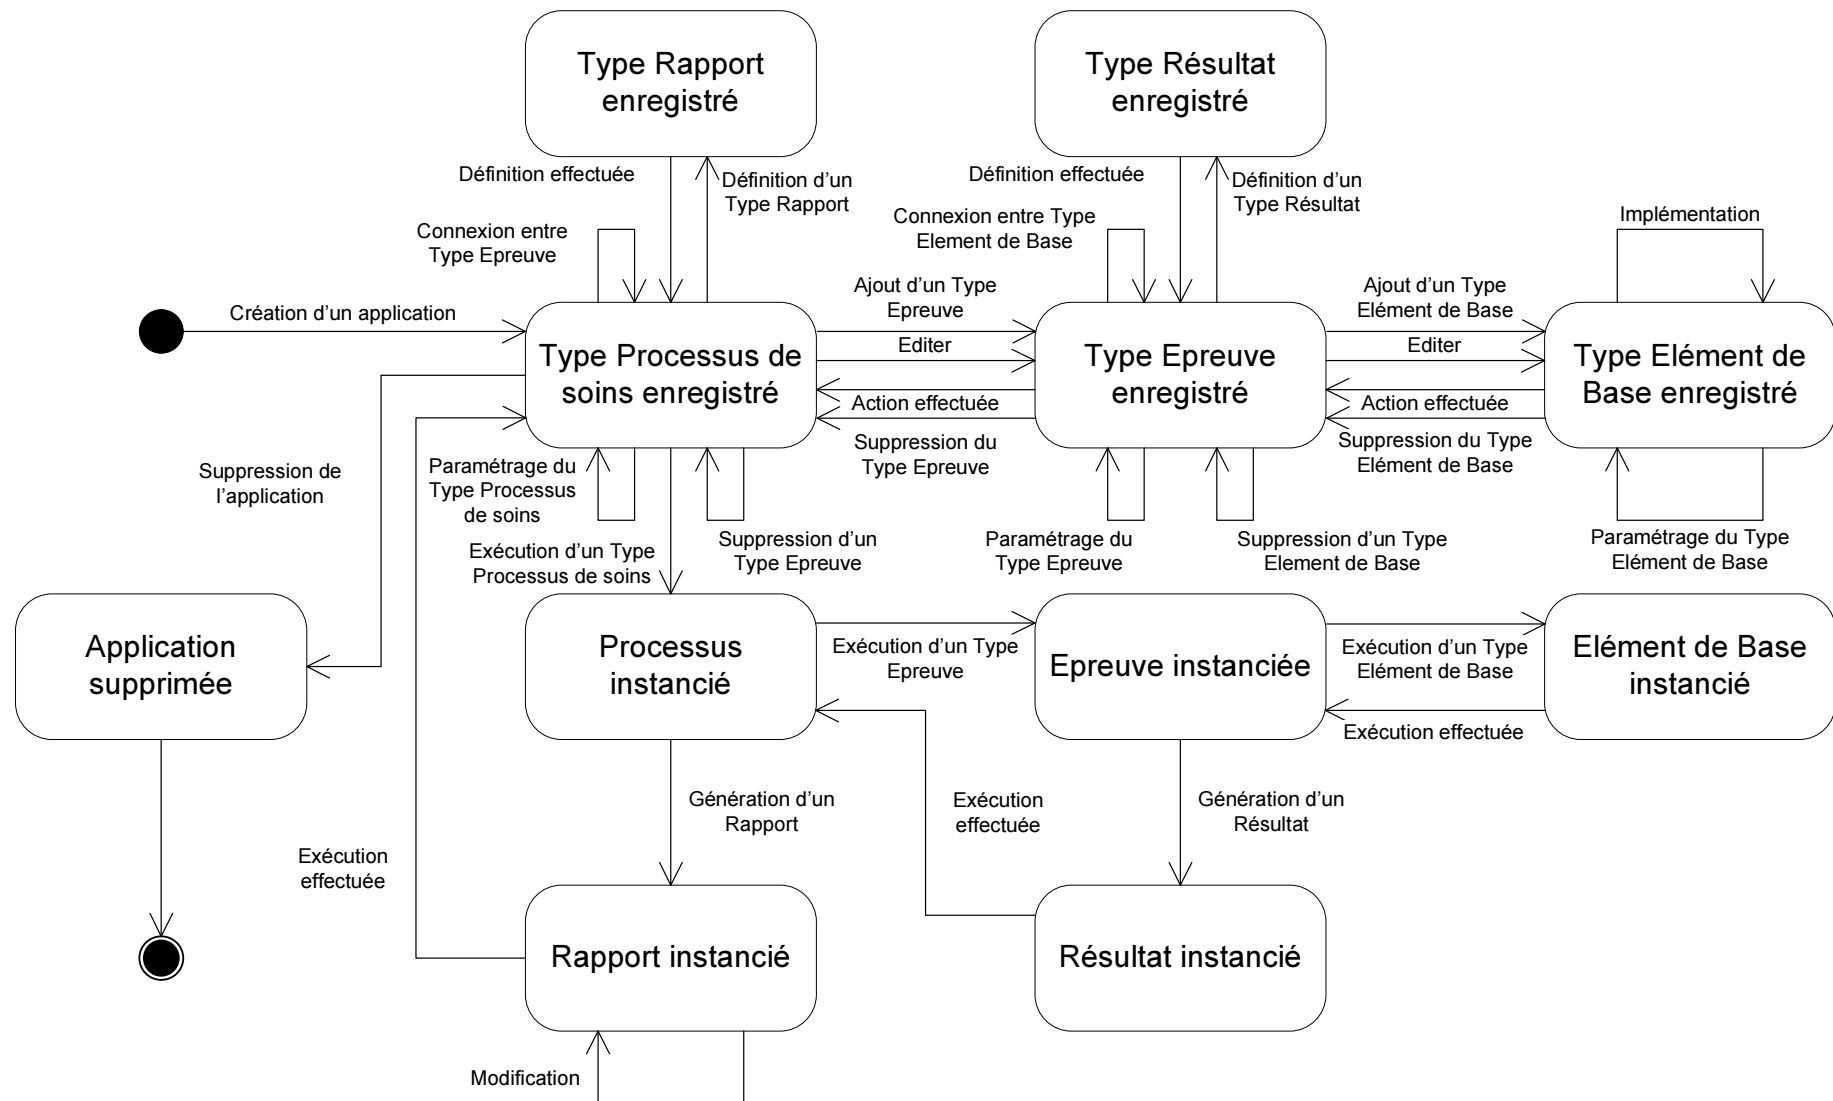 Type Rapport
enregistré
Type Résultat
enregistré
Définition effectuée
Définition d'un
Type Rapport
Définition effectuée
Définition d'un
Type Résultat
Connexion entre
Type Epreuve
Connexion entre Type
Element de Base
Implémentation
Création d'un application
Ajout d'un Type
Epreuve
Ajout d'un Type
Elément de Base
Type Processus de
soins enregistré
Editer
Type Epreuve
enregistré
Editer
Type Elément de
Base enregistré
Action effectuée
Action effectuée
Suppression du
Type Epreuve
Suppression du Type
Elément de Base
Suppression de
l'application
Paramétrage du
Type Processus
de soins
Suppression d'un
Type Epreuve
Paramétrage du
Type Epreuve
Suppression d'un Type
Element de Base
Paramétrage du Type
Elément de Base
Exécution d'un Type
Processus de soins
Application
supprimée
Processus
instancié
Exécution d'un Type
Epreuve
Epreuve instanciée
Exécution d'un Type
Elément de Base
Elément de Base
instancié
Exécution effectuée
Génération d'un
Rapport
Exécution
effectuée
Génération d'un
Résultat
Exécution
effectuée
Rapport instancié
Résultat instancié
Modification